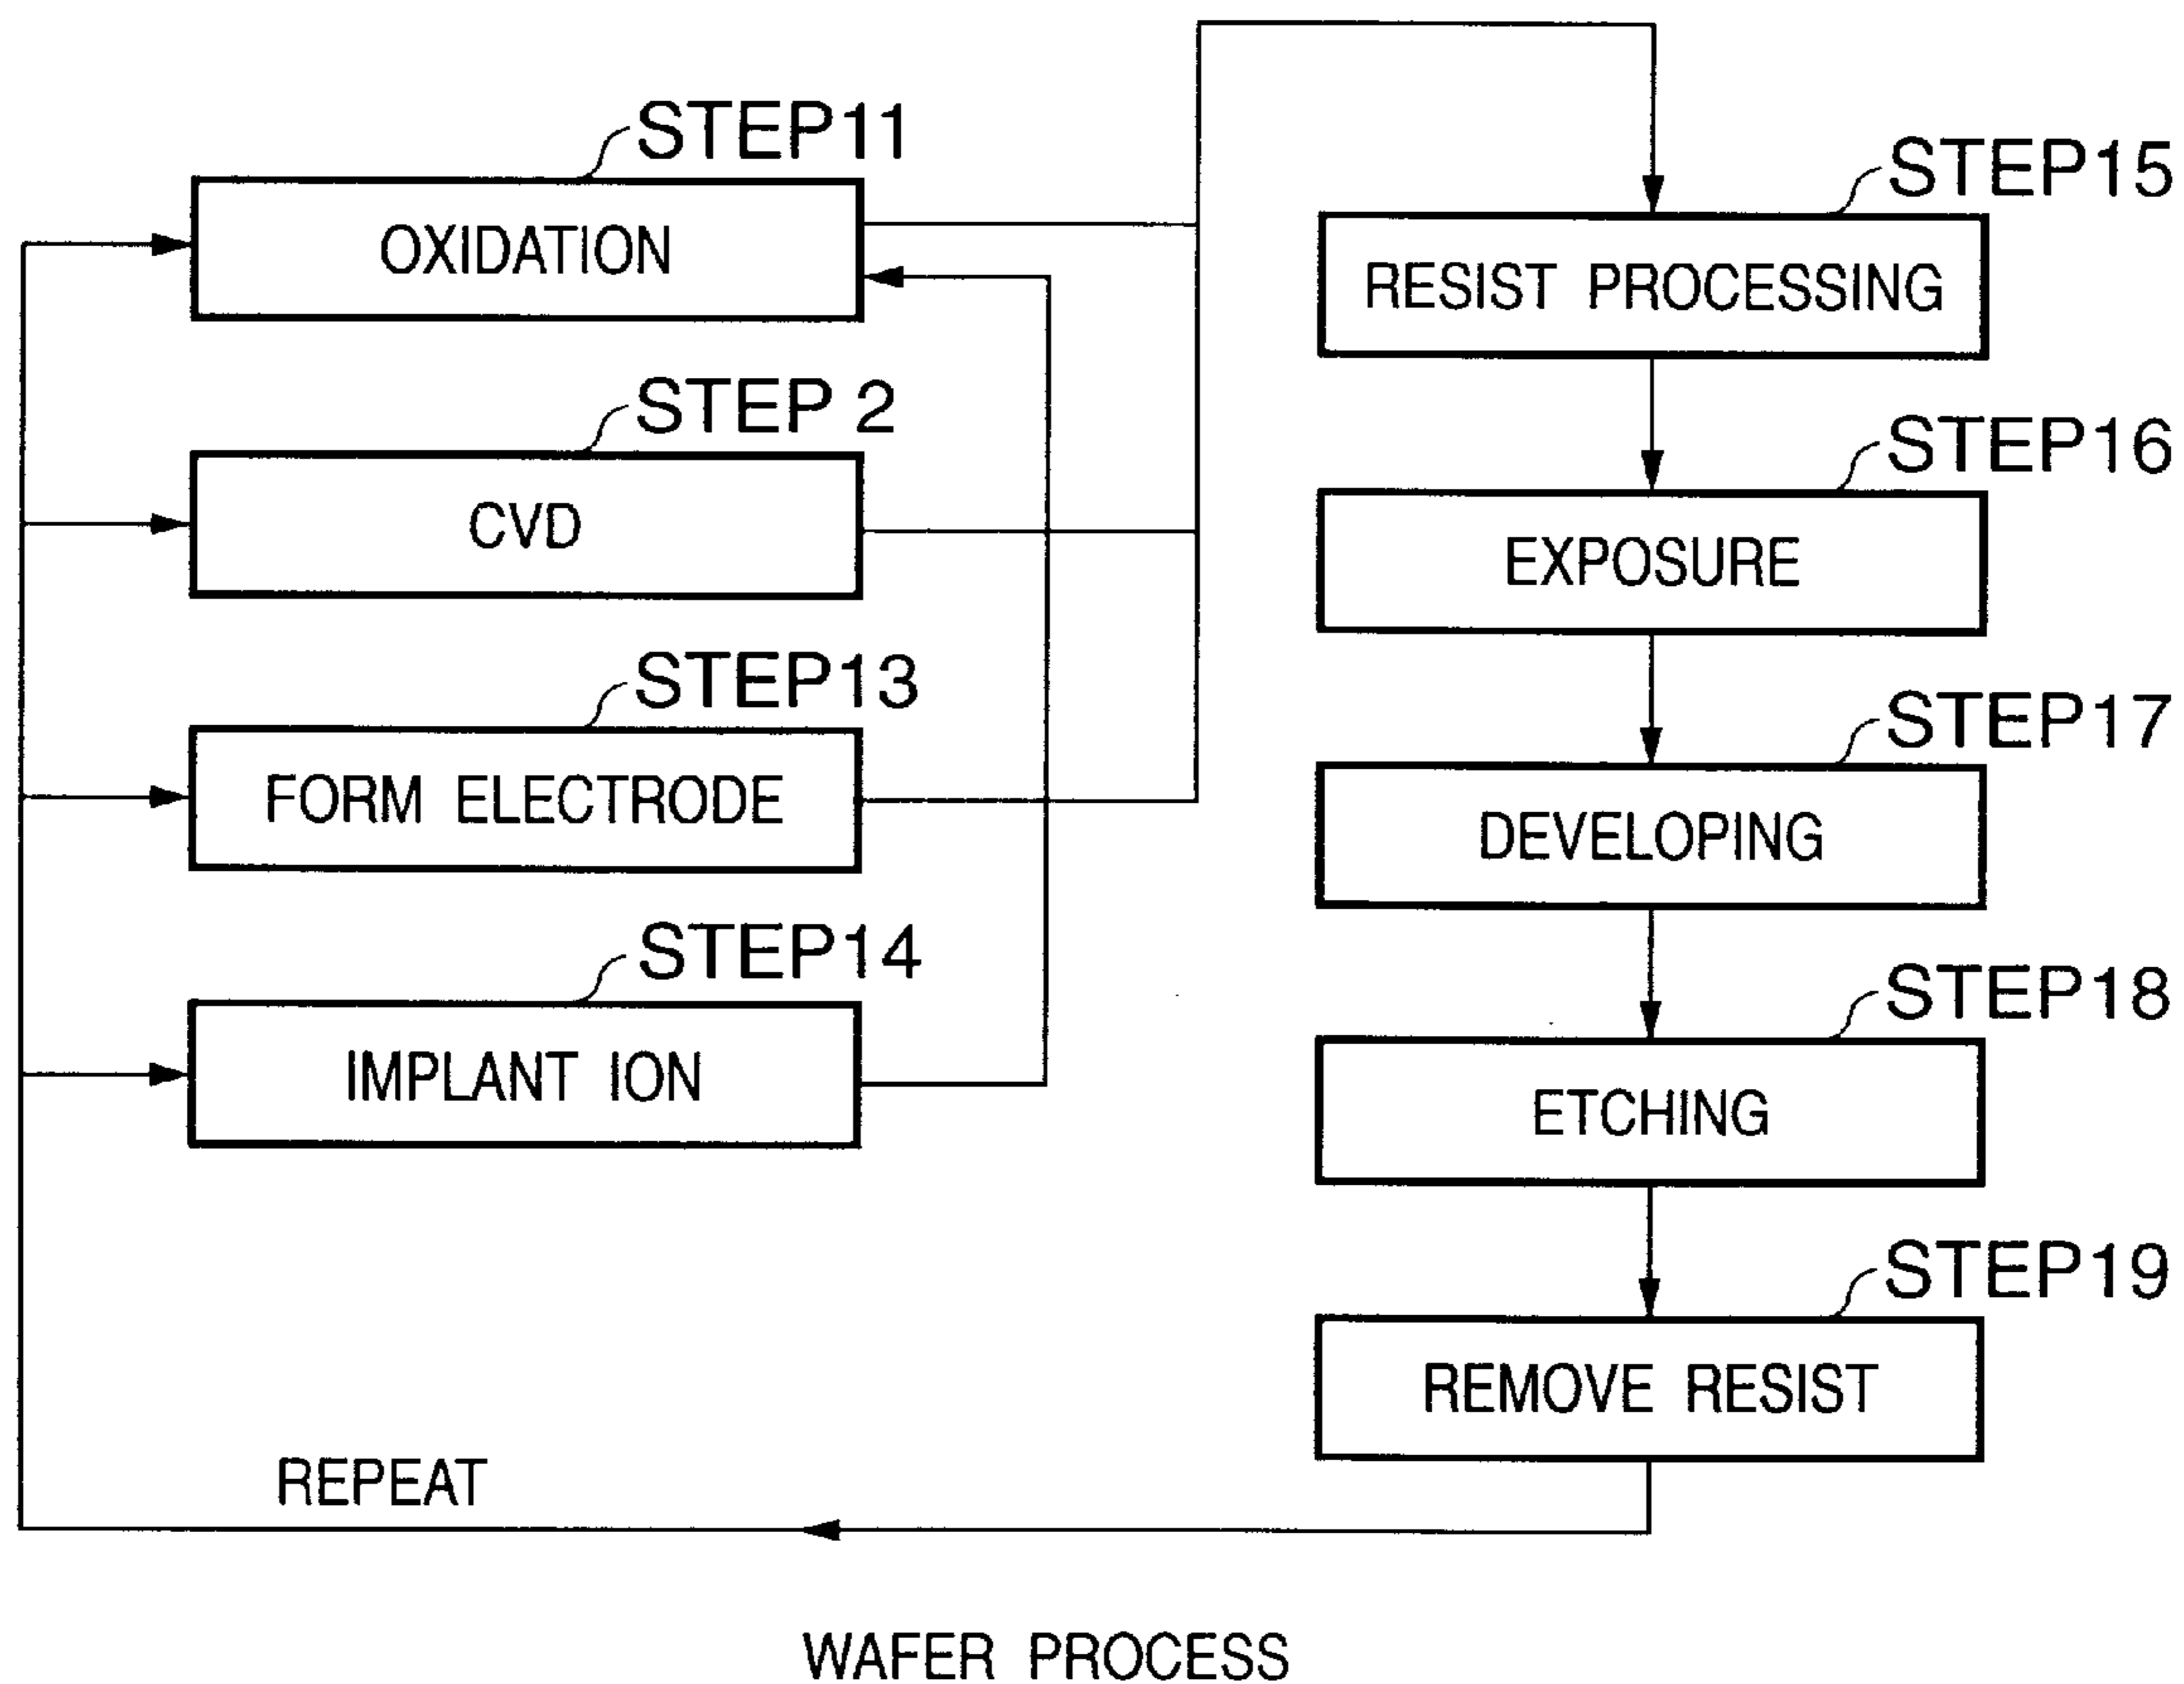 STEP11
OXIDATION
STEP 2
CVD
STEP13
FORM ELECTRODE
STEP14
IMPLANT ION
STEP15
RESIST PROCESSING
STEP16
EXPOSURE
STEP17
DEVELOPING
STEP18
ETCHING
STEP19
REMOVE RESIST
REPEAT
WAFER PROCESS